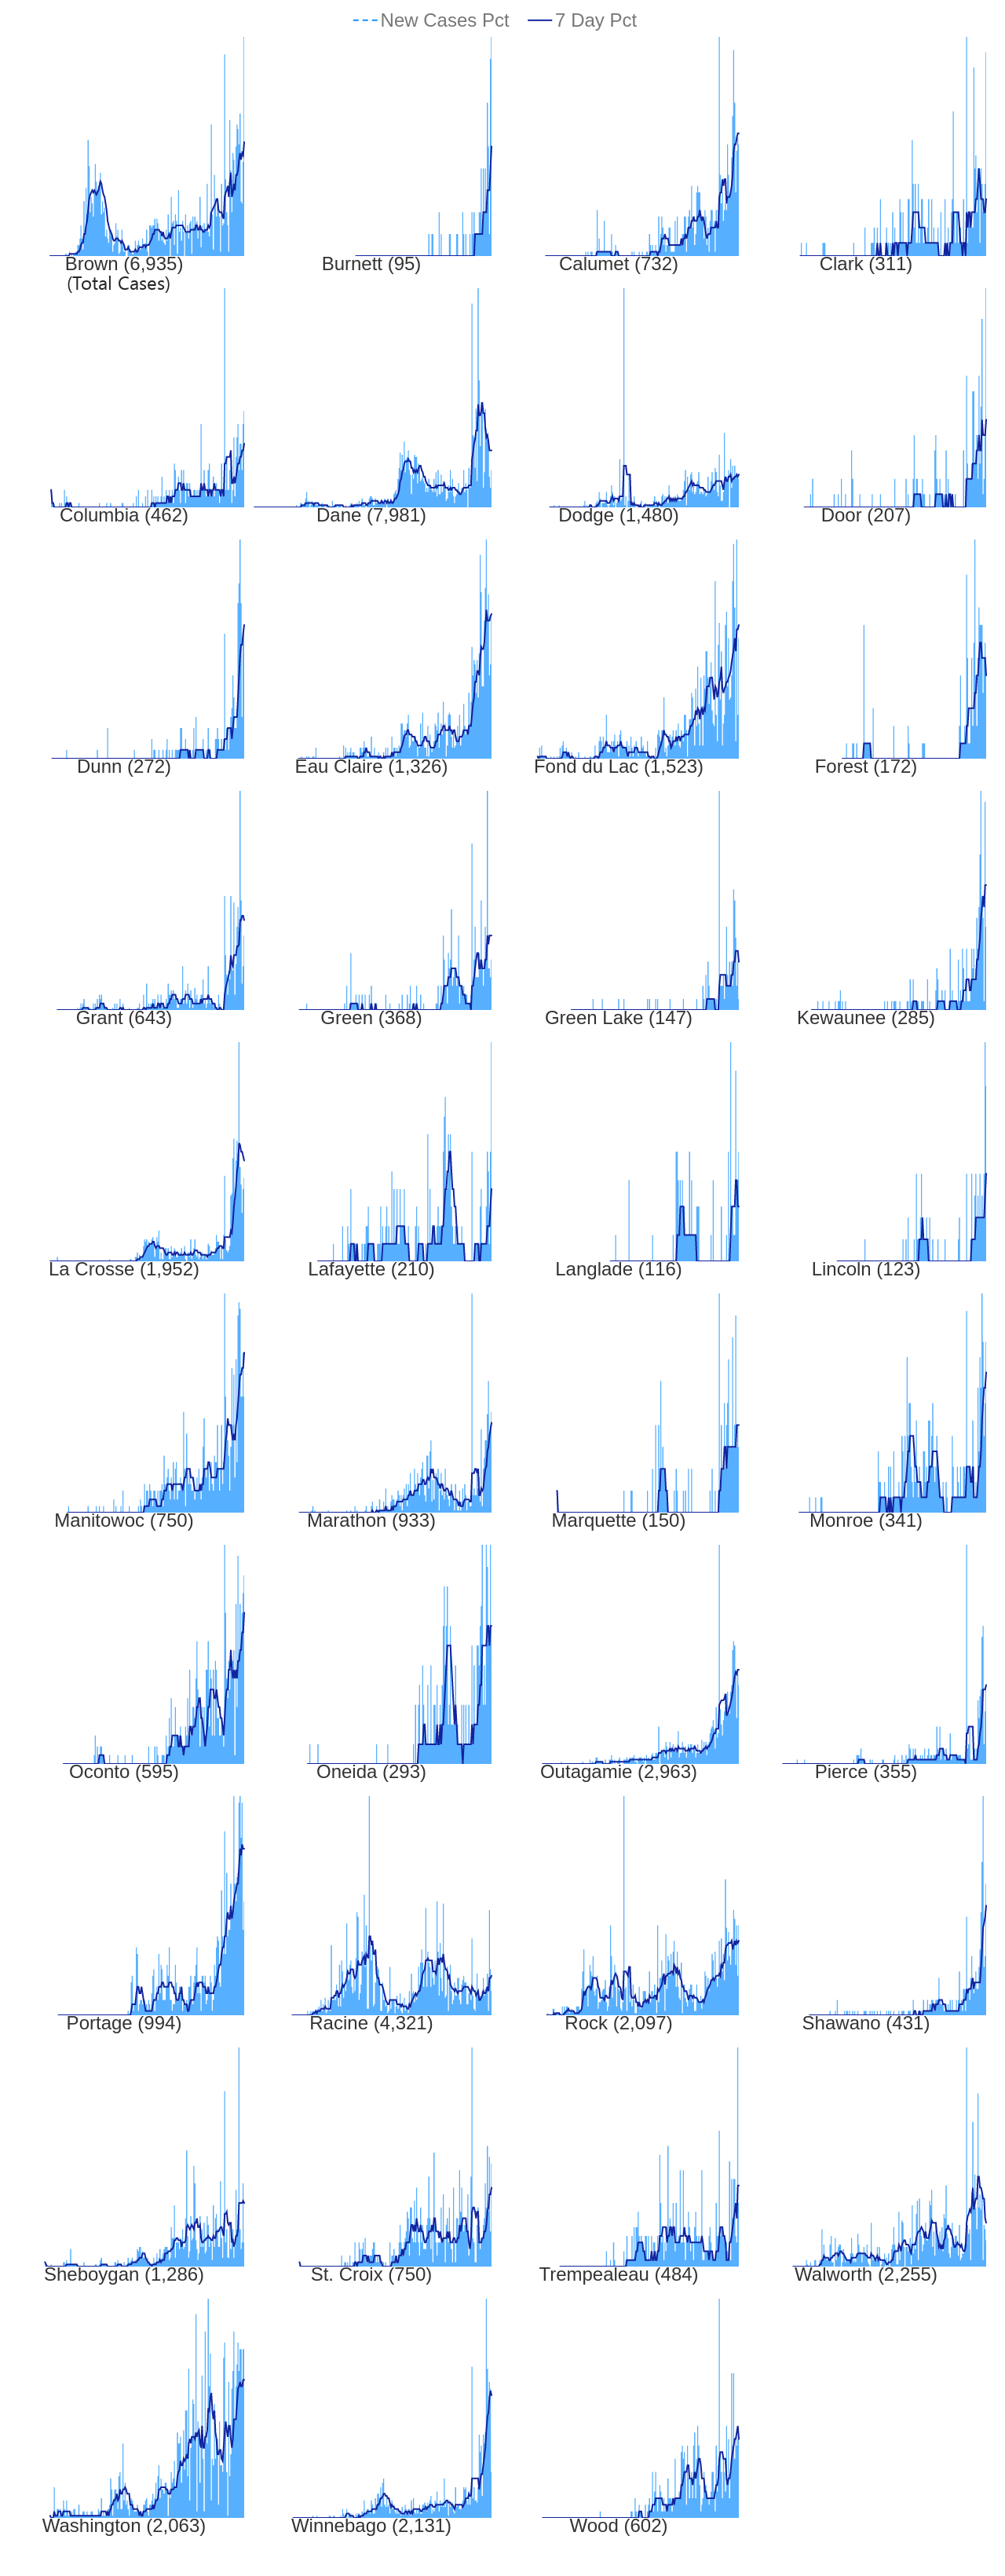 New Cases Pct 7 Day Pct
Brown (6,935) Burnett (95) Calumet (732) Clark (311)
(Total Cases)
Columbia (462) Dane (7,981) Dodge (1,480) Door (207)
Dunn (272) Eau Claire (1,326) Fond du Lac (1,523) Forest (172)
Grant (643) Green (368) Green Lake (147) Kewaunee (285)
La Crosse (1,952) Lafayette (210) Langlade (116) Lincoln (123)
Manitowoc (750) Marathon (933) Marquette (150) Monroe (341)
Oconto (595) Oneida (293) Outagamie (2,963) Pierce (355)
Portage (994) Racine (4,321) Rock (2,097) Shawano (431)
Sheboygan (1,286) St. Croix (750) Trempealeau (484) Walworth (2,255)
Washington (2,063) Winnebago (2,131) Wood (602)